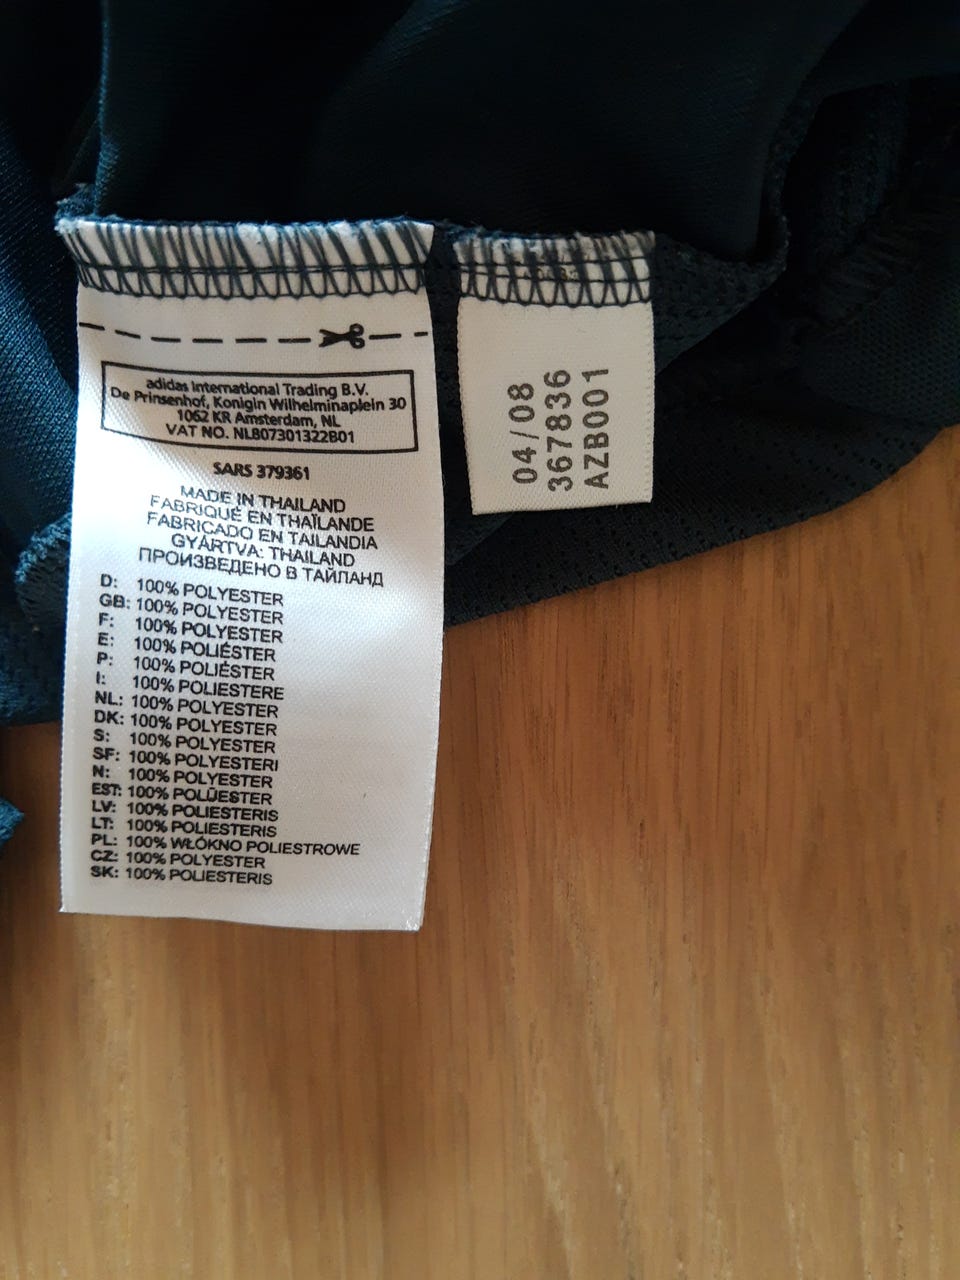 adidas International Trading B.V.
De Prinsenhof, Konigin Wilhelminaplein 30
1062 KR Amsterdam, NL
VAT NO. NL807301322B01
SARS 379361
MADE IN THAILAND
FABRIQUÉ EN THAÏLANDE
FABRICADO EN TAILANDIA
GYÁRTVA: THAILAND
ПРОИЗВЕДЕНО В ТАЙЛАНД
D: 100% POLYESTER
GB: 100% POLYESTER
F: 100% POLYESTER
E: 100% POLIÉSTER
P: 100% POLIÉSTER
I: 100% POLIESTERE
NL: 100% POLYESTER
DK: 100% POLYESTER
S: 100% POLYESTER
SF: 100% POLYESTERI
N: 100% POLYESTER
EST: 100% POLÜESTER
LV: 100% POLIESTERIS
LT: 100% POLIESTERIS
PL: 100% WŁÓKNO POLIESTROWE
CZ: 100% POLYESTER
SK: 100% POLIESTERIS
04/08
367836
AZB001